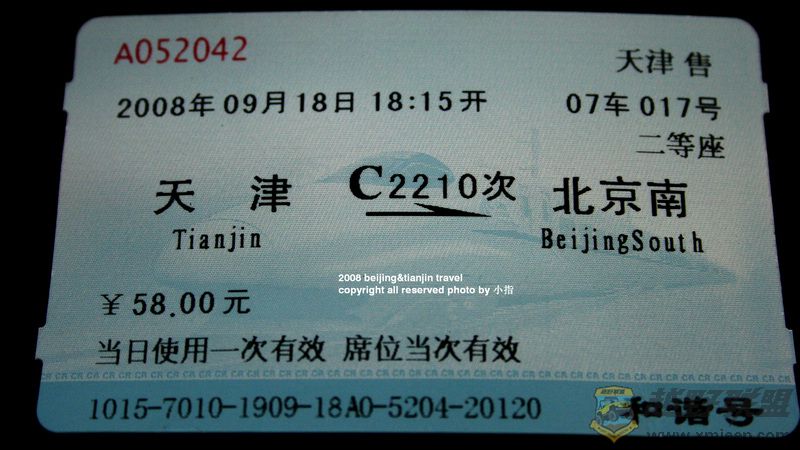 A052042
天津 售
2008年 09月 18日 18:15 开
07车 017号
二等座
天 津
C2210次
北京南
Tianjin
BeijingSouth
2008 beijing&tianjin travel
copyright all reserved photo by 小指
¥ 58.00 元
当日使用一次有效 席位当次有效
1015-7010-1909-18A0-5204-20120
和谐号